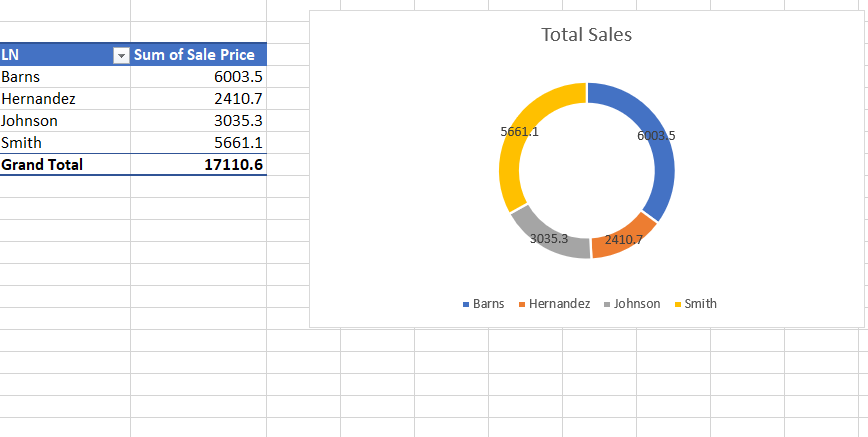 LN Sum of Sale Price
Barns 6003.5
Hernandez 2410.7
Johnson 3035.3
Smith 5661.1
Grand Total 17110.6
Total Sales
5661.1
6003.5
3035.3
2410.7
Barns Hernandez Johnson Smith